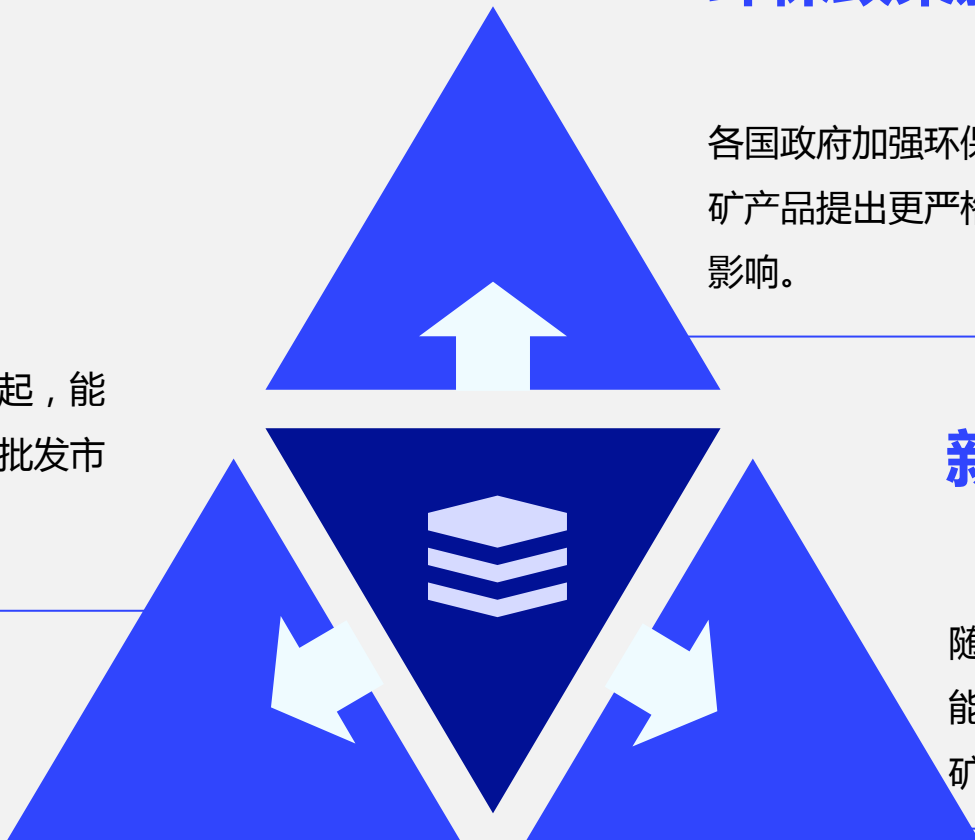 各国政府加强环保
矿产品提出更严格
影响。
起，能
批发市
新
随
能
矿